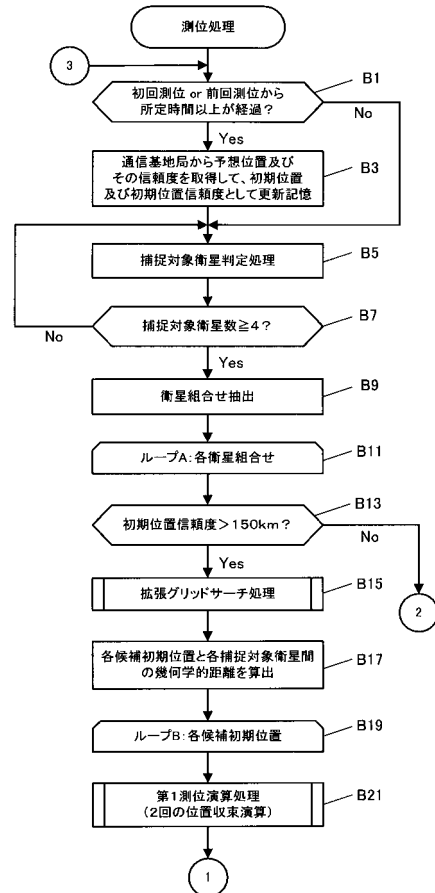 測位処理
3
B1
初回測位 or 前回測位から
所定時間以上が経過?
No
Yes
通信基地局から予想位置及び
その信頼度を取得して、初期位置
及び初期位置信頼度として更新記憶
B3
捕捉対象衛星判定処理
B5
捕捉対象衛星数≧4?
B7
No
Yes
衛星組合せ抽出
B9
ループA:各衛星組合せ
B11
初期位置信頼度>150km?
B13
No
Yes
2
拡張グリッドサーチ処理
B15
各候補初期位置と各捕捉対象衛星間
の幾何学的距離を算出
B17
ループB:各候補初期位置
B19
第1測位演算処理
(2回の位置収束演算)
B21
1